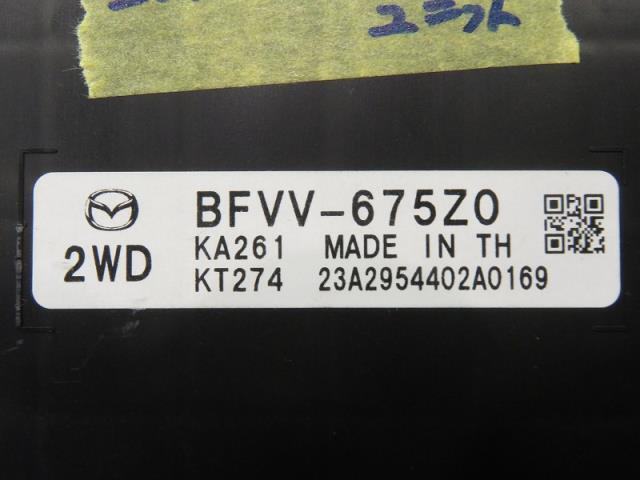 ユニット
BFVV-675Z0
2WD
KA261 MADE IN TH
KT274 23A2954402A0169